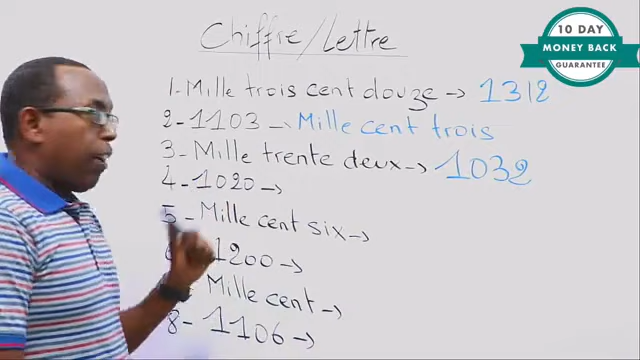 Chiffre/Lettre
10 DAY
MONEY BACK
GUARANTEE
1-Mille trois cent douze → 1312
2-1103 → Mille cent trois
3-Mille trente deux → 1032
4-1020 →
5-Mille cent six →
1200 →
Mille cent →
8-1106 →